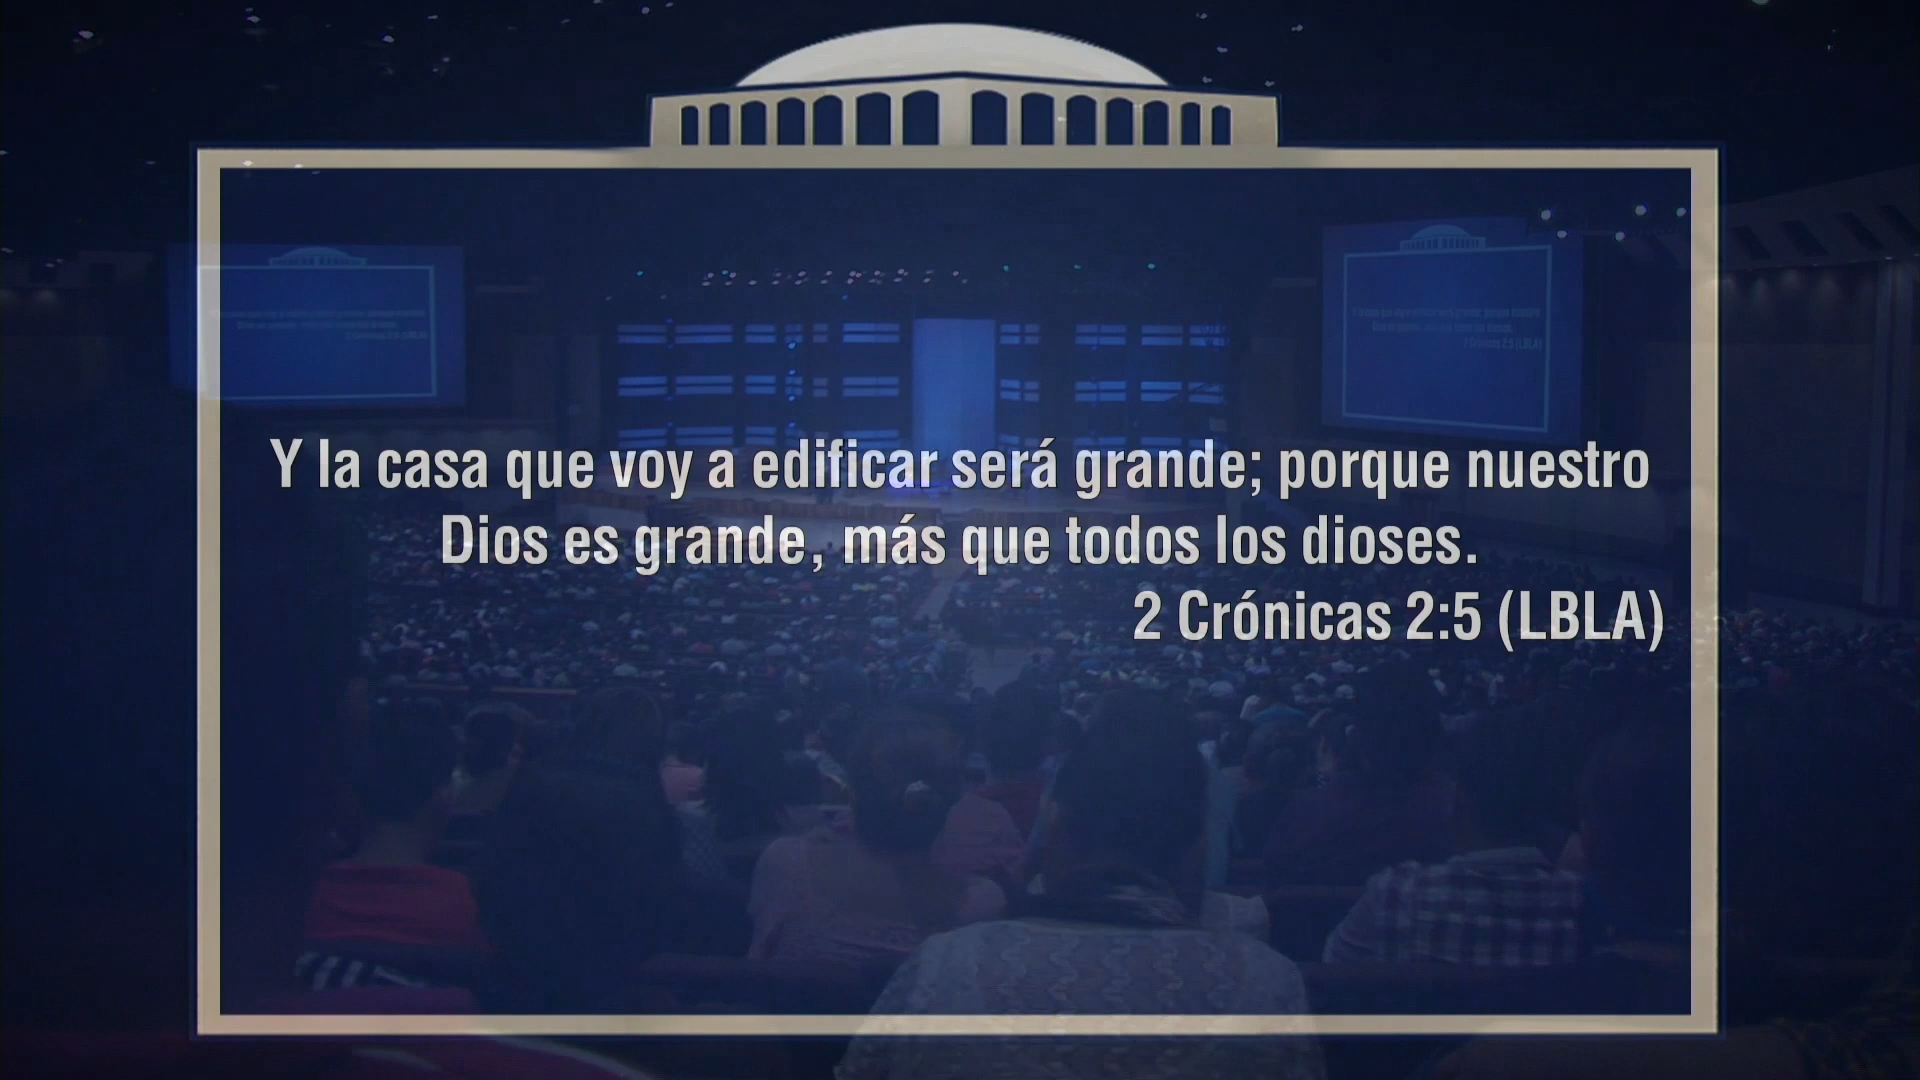 Y la casa que voy a edificar será grande; porque nuestro
Dios es grande, más que todos los dioses.
2 Crónicas 2:5 (LBLA)